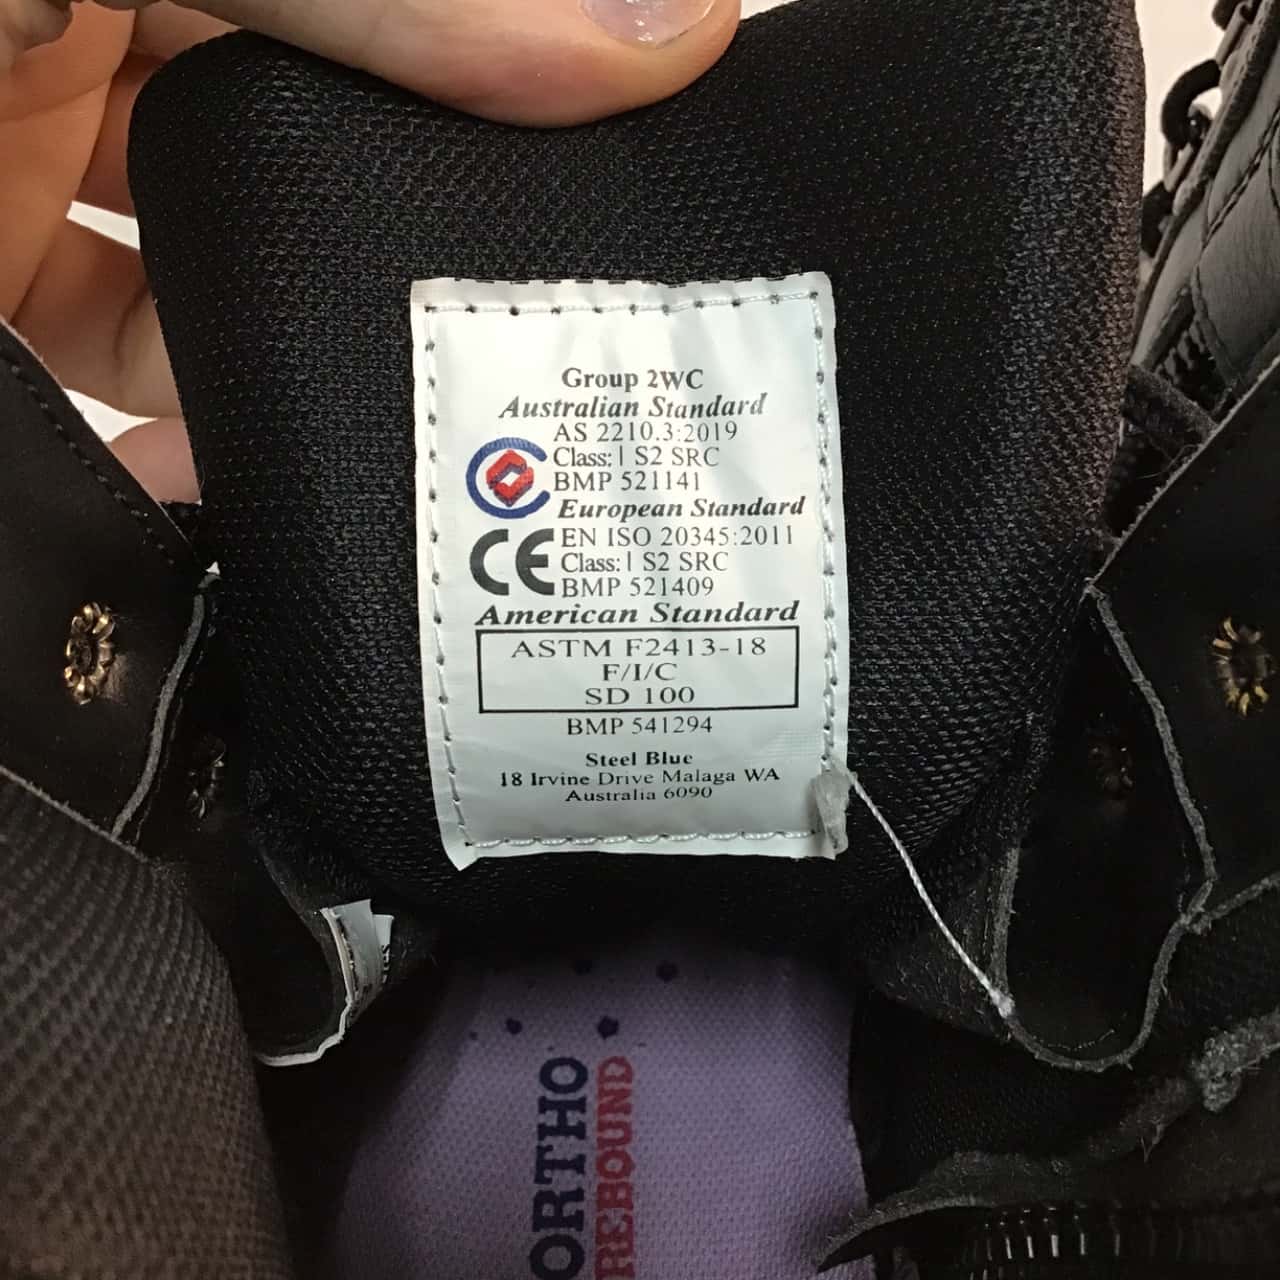 Group 2WC
Australian Standard
AS 2210.3:2019
Class: I S2 SRC
BMP 521141
European Standard
CE
EN ISO 20345:2011
Class: I S2 SRC
BMP 521409
American Standard
ASTM F2413-18
F/I/C
SD 100
BMP 541294
Steel Blue
18 Irvine Drive Malaga WA
Australia 6090
ORTHO
REBOUND